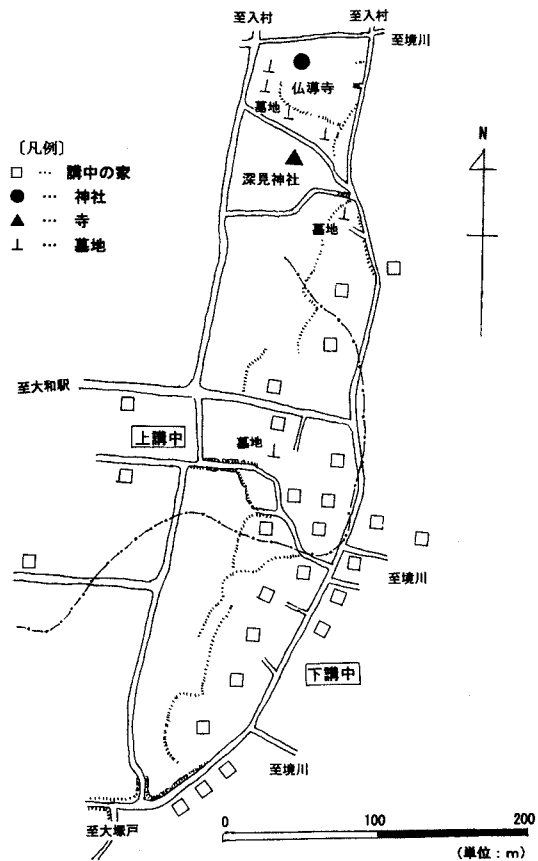 至入村
至入村
至境川
仏導寺
墓地
〔凡例〕
□ … 講中の家
● … 神社
▲ … 寺
⊥ … 墓地
N
深見神社
墓地
至大和駅
上講中
墓地
至境川
下講中
至境川
至大塚戸
0 100 200
(単位：m)